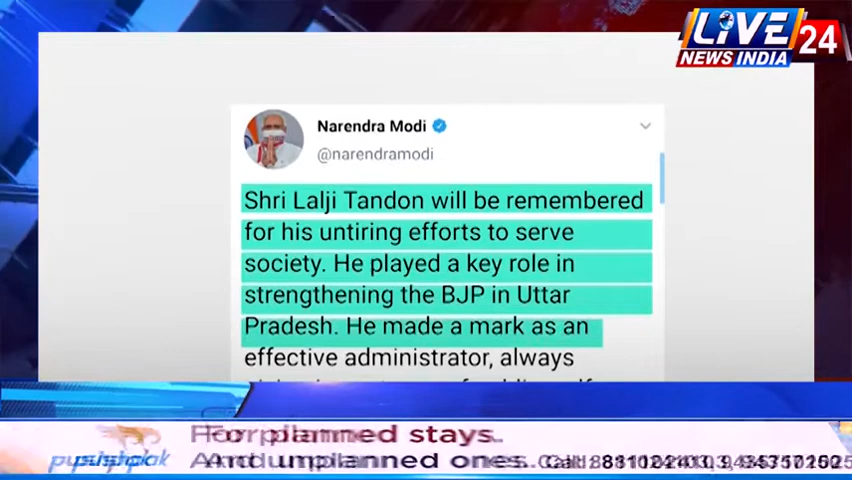 LIVE
NEWS INDIA
24
Narendra Modi
@narendramodi
Shri Lalji Tandon will be remembered
for his untiring efforts to serve
society. He played a key role in
strengthening the BJP in Uttar
Pradesh. He made a mark as an
effective administrator, always
planned stays.
unplanned ones. Call: